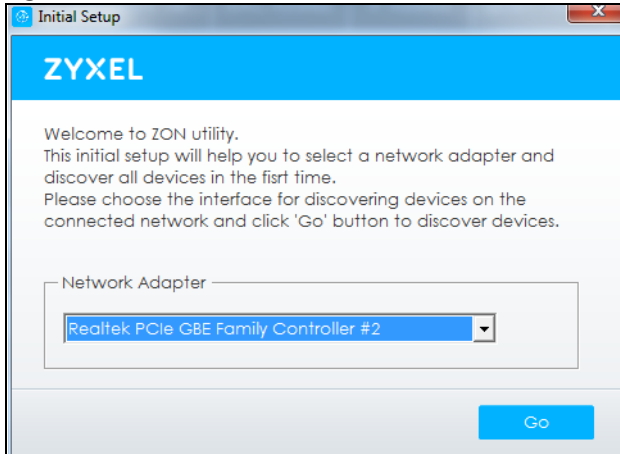 Initial Setup
ZYXEL
Welcome to ZON utility.
This initial setup will help you to select a network adapter and
discover all devices in the fisrt time.
Please choose the interface for discovering devices on the
connected network and click 'Go' button to discover devices.
Network Adapter
Realtek PCIe GBE Family Controller #2
Go